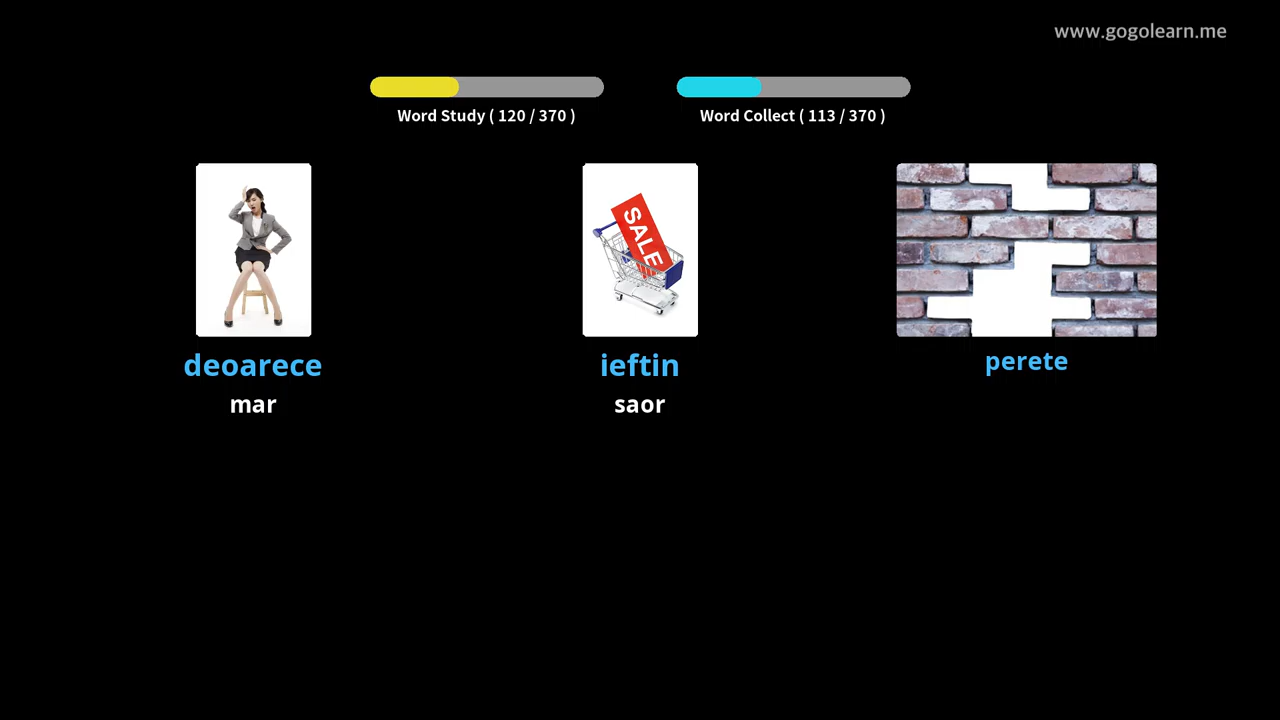 www.gogolearn.me
Word Study ( 120 / 370 )
Word Collect ( 113 / 370 )
SALE
deoarece
ieftin
perete
mar
saor